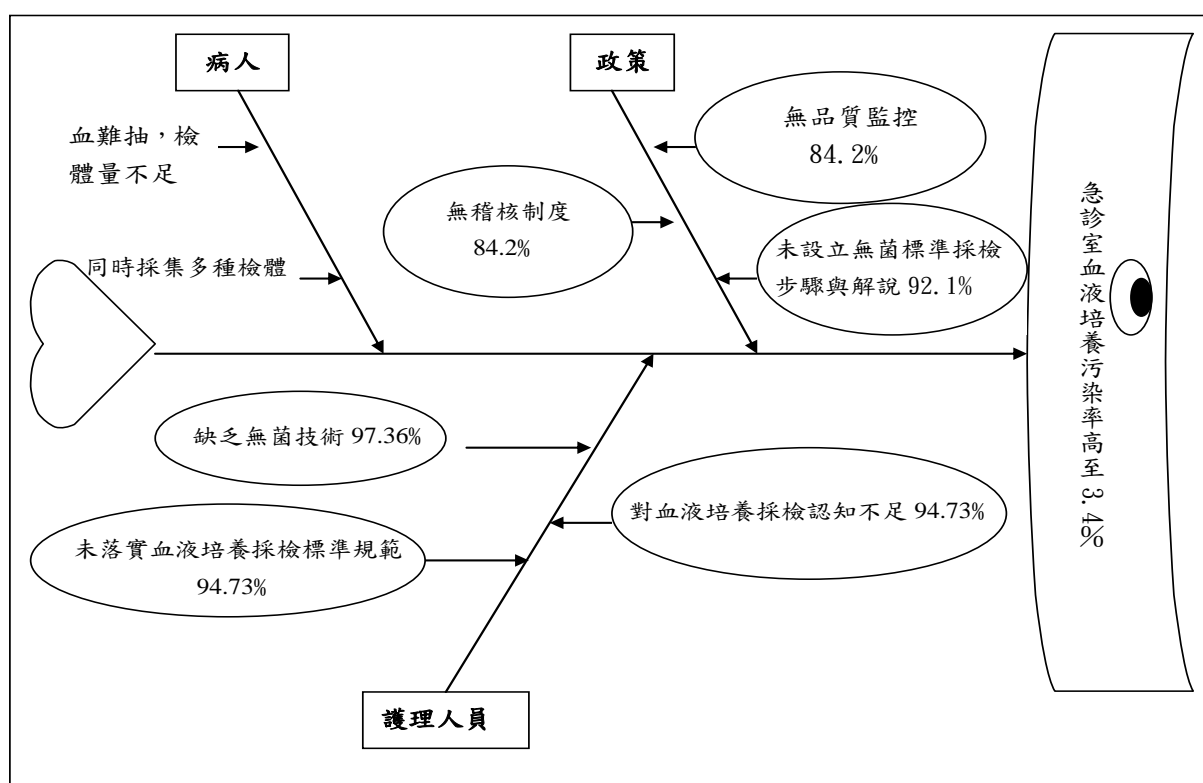 病人
政策
血難抽，檢
體量不足
無品質監控
84.2%
無稽核制度
84.2%
同時採集多種檢體
未設立無菌標準採檢
步驟與解說 92.1%
急診室血液培養污染率高至 3.4%
缺乏無菌技術 97.36%
對血液培養採檢認知不足 94.73%
未落實血液培養採檢標準規範
94.73%
護理人員